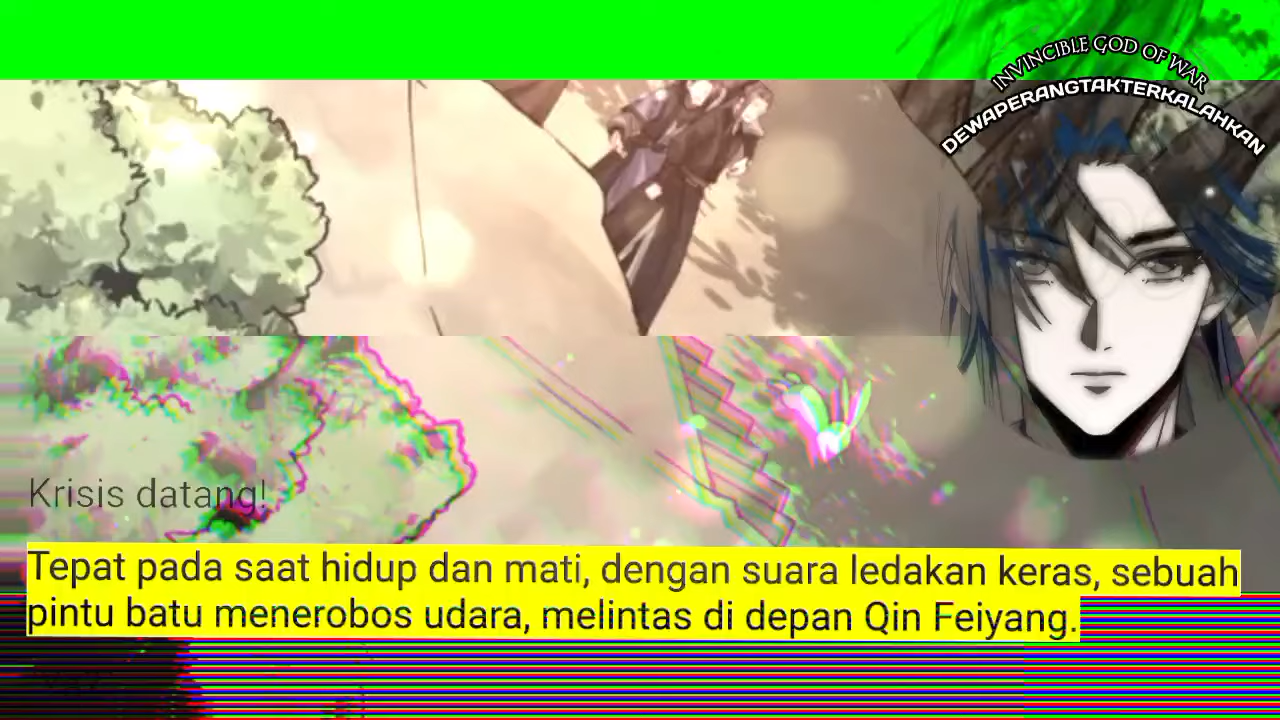 INVINCIBLE GOD OF WAR
DEWAPERANGTAKTERKALAHKAN
Krisis datang!
Tepat pada saat hidup dan mati, dengan suara ledakan keras, sebuah
pintu batu menerobos udara, melintas di depan Qin Feiyang.